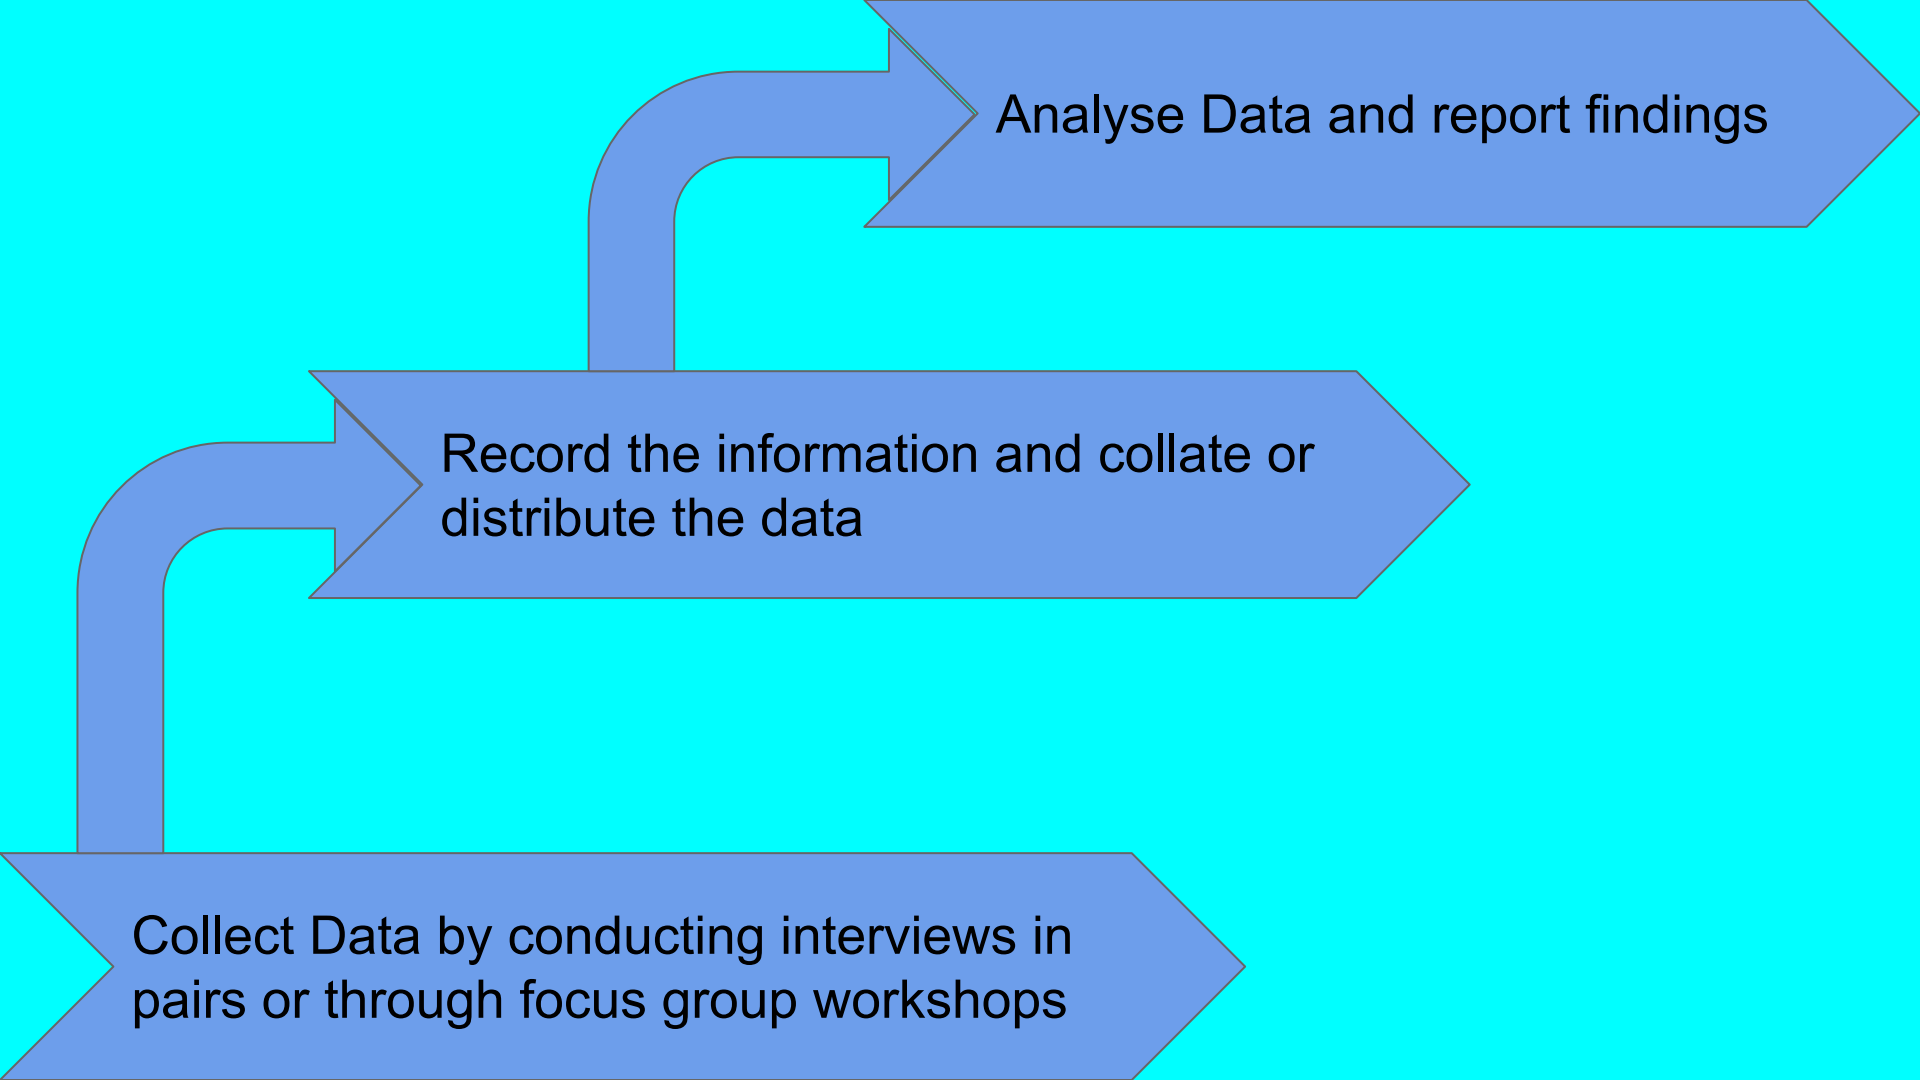 Analyse Data and report findings
Record the information and collate or
distribute the data
Collect Data by conducting interviews in
pairs or through focus group workshops